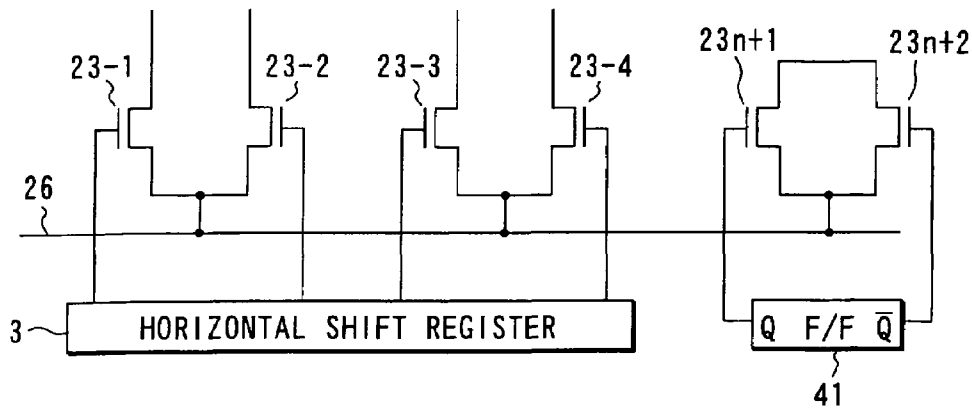 23-1
23-2
23-3
23-4
23n+1
23n+2
26
3
HORIZONTAL SHIFT REGISTER
Q F/F Q̅
41